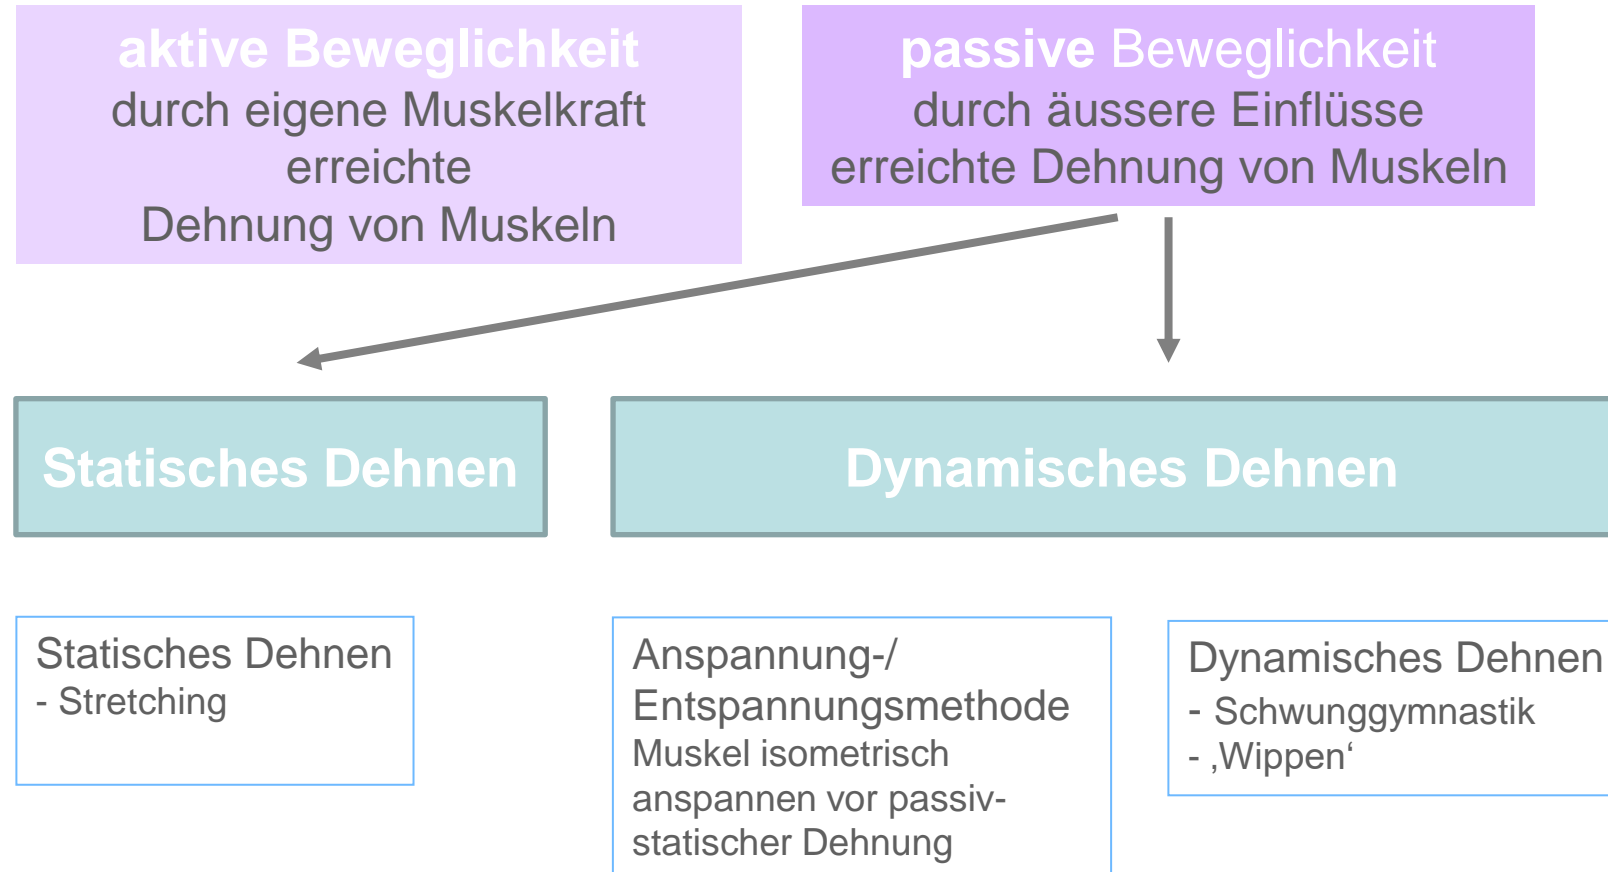 aktive Beweglichkeit
durch eigene Muskelkraft
erreichte
Dehnung von Muskeln
passive Beweglichkeit
durch äussere Einflüsse
erreichte Dehnung von Muskeln
Statisches Dehnen
Dynamisches Dehnen
Statisches Dehnen
- Stretching
Anspannung-/
Entspannungsmethode
Muskel isometrisch
anspannen vor passiv-
statischer Dehnung
Dynamisches Dehnen
- Schwunggymnastik
- ‚Wippen‘